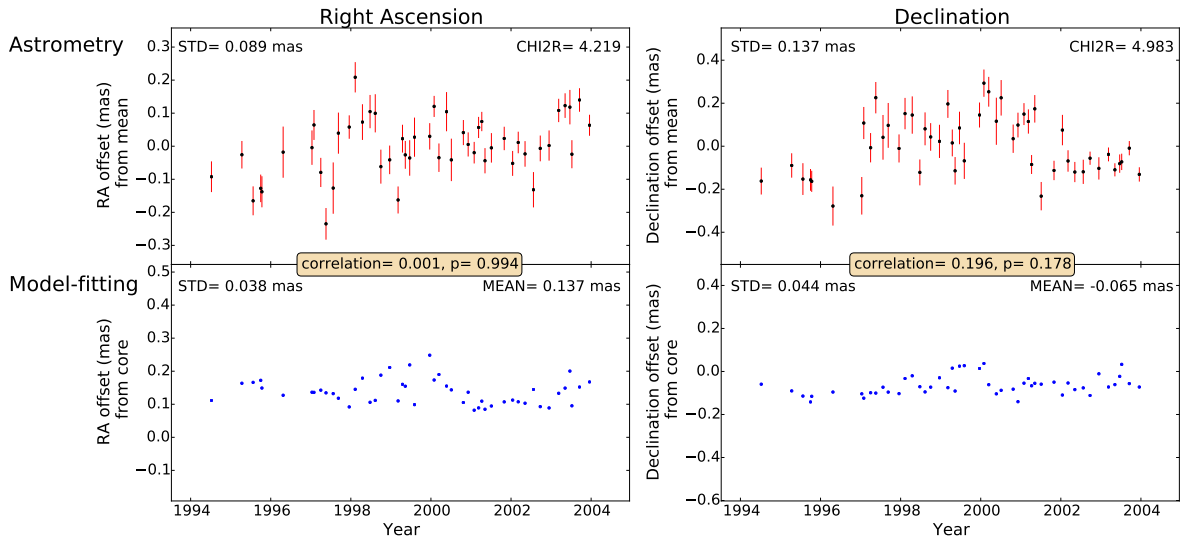 Right Ascension
Declination
Astrometry
STD= 0.089 mas
CHI2R= 4.219
STD= 0.137 mas
CHI2R= 4.983
RA offset (mas)
from mean
0.3
0.2
0.1
0.0
−0.1
−0.2
−0.3
Declination offset (mas)
from mean
0.4
0.2
0.0
−0.2
−0.4
correlation= 0.001, p= 0.994
correlation= 0.196, p= 0.178
Model-fitting
STD= 0.038 mas
MEAN= 0.137 mas
STD= 0.044 mas
MEAN= -0.065 mas
RA offset (mas)
from core
0.5
0.4
0.3
0.2
0.1
0.0
−0.1
Declination offset (mas)
from core
0.4
0.2
0.0
−0.2
−0.4
−0.6
1994 1996 1998 2000 2002 2004
Year
1994 1996 1998 2000 2002 2004
Year